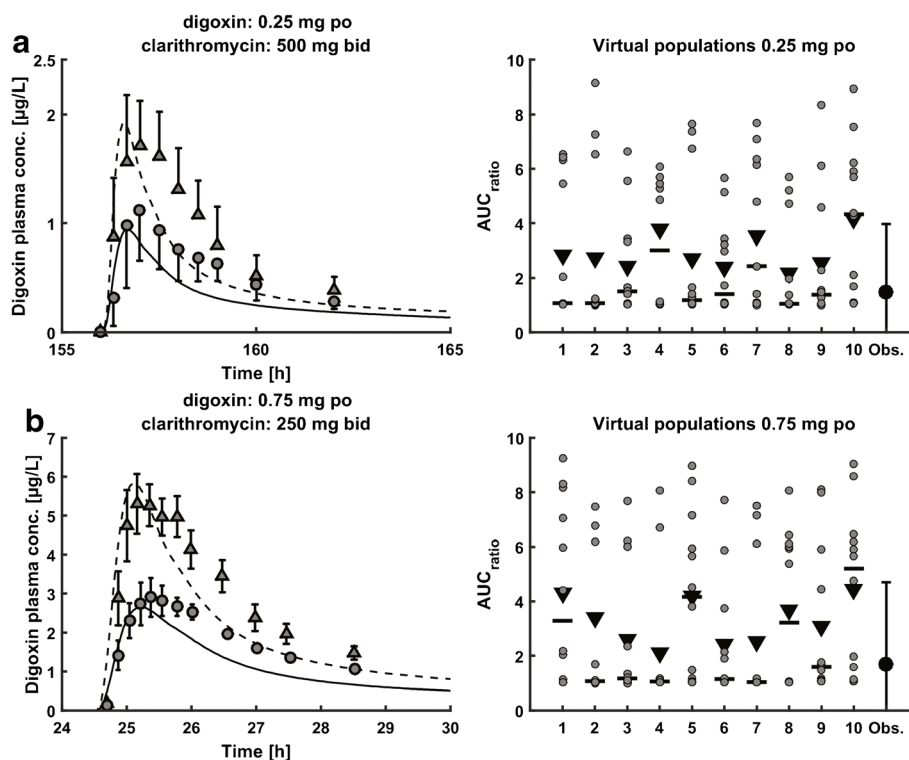 a
digoxin: 0.25 mg po
clarithromycin: 500 mg bid
Digoxin plasma conc. [µg/L]
2.5
2
1
0
155
160
165
Time [h]
Virtual populations 0.25 mg po
AUCratio
10
8
6
4
2
0
1 2 3 4 5 6 7 8 9 10 Obs.
b
digoxin: 0.75 mg po
clarithromycin: 250 mg bid
Digoxin plasma conc. [µg/L]
7
6
5
4
3
2
1
0
24 25 26 27 28 29 30
Time [h]
Virtual populations 0.75 mg po
AUCratio
10
8
6
4
2
0
1 2 3 4 5 6 7 8 9 10 Obs.